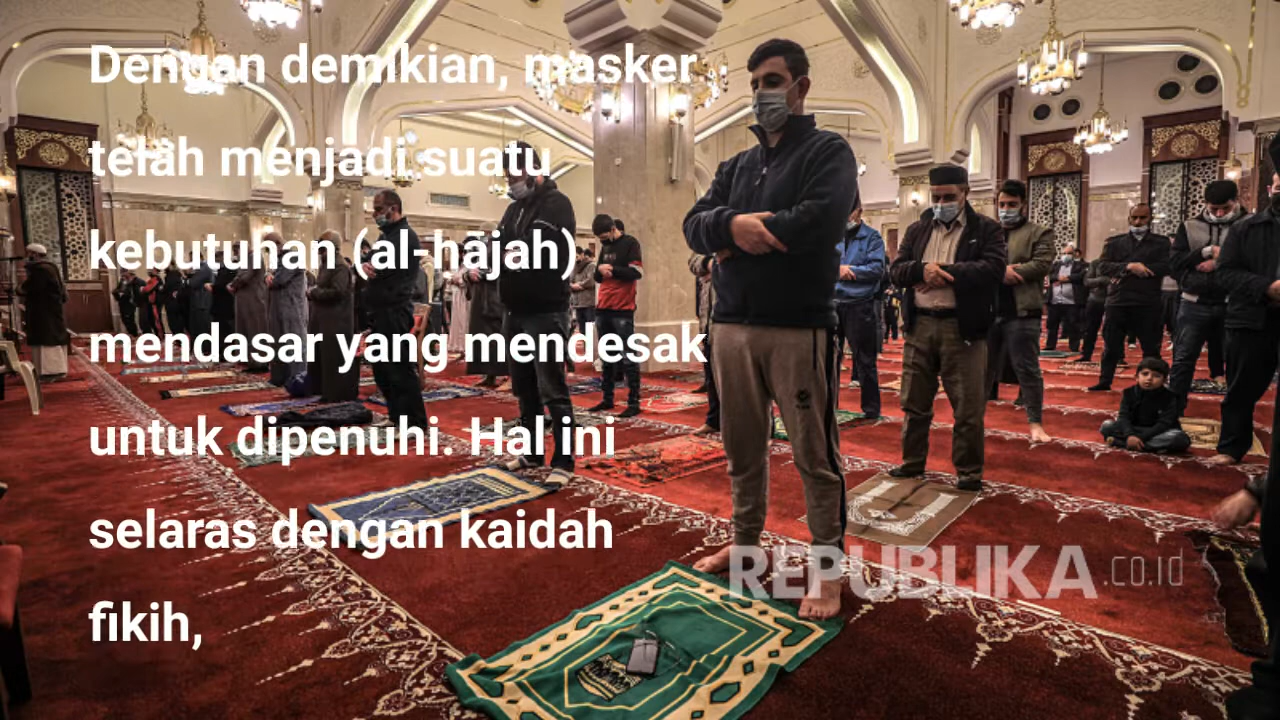 Dengan demikian, masker
telah menjadi suatu
kebutuhan (al-hājah)
mendasar yang mendesak
untuk dipenuhi. Hal ini
selaras dengan kaidah
fikih,
REPUBLIKA.co.id